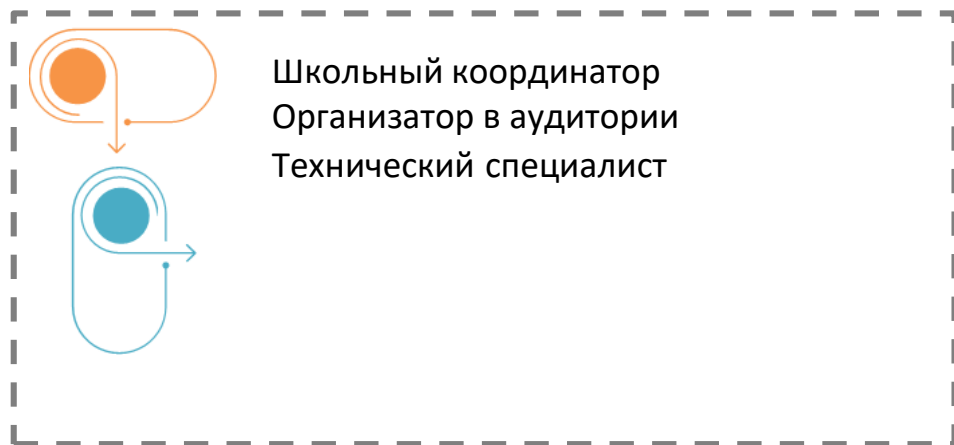 Школьный координатор
Организатор в аудитории
Технический специалист